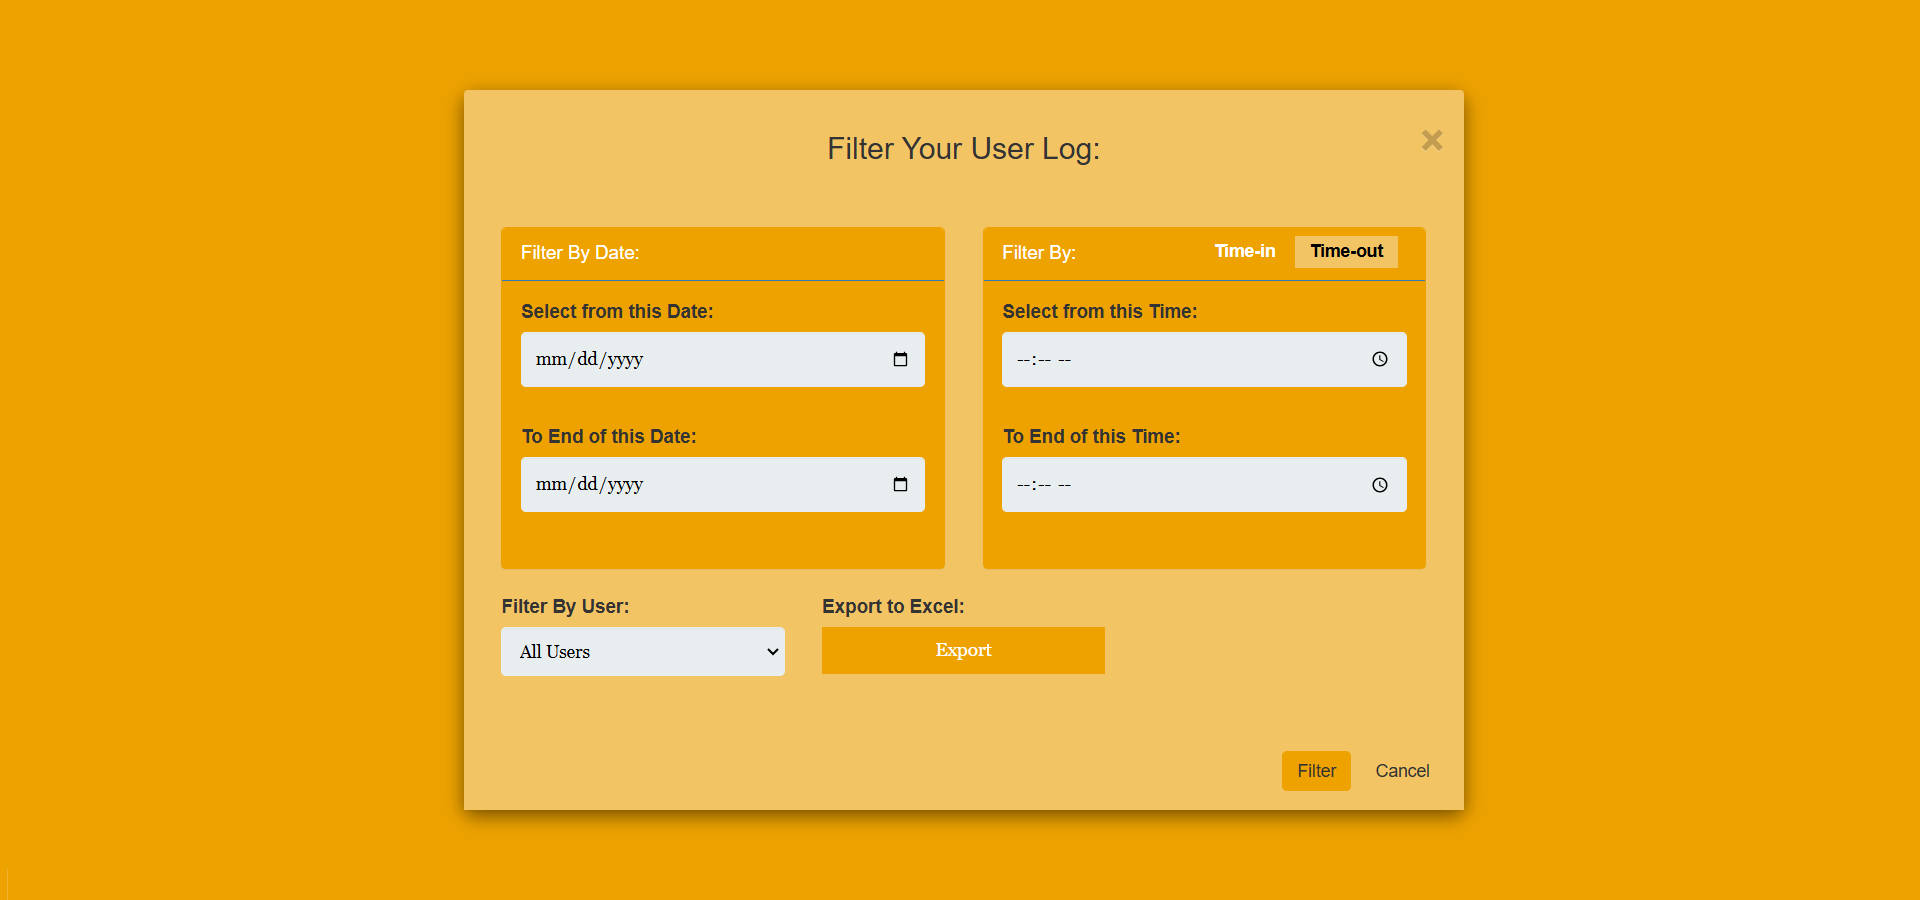 Filter Your User Log:
×
Filter By Date:
Select from this Date:
mm/dd/yyyy
To End of this Date:
mm/dd/yyyy
Filter By: Time-in Time-out
Select from this Time:
--:-- --
To End of this Time:
--:-- --
Filter By User:
All Users
Export to Excel:
Export
Filter Cancel